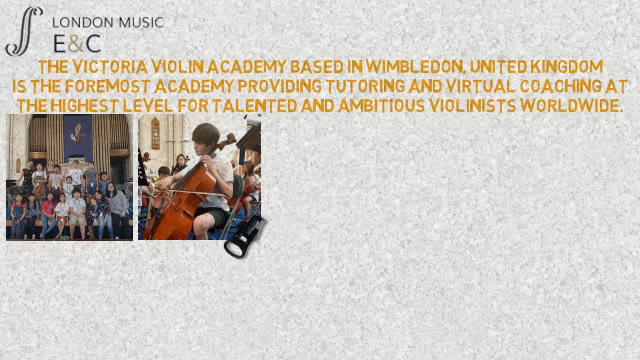 LONDON MUSIC
E&C
THE VICTORIA VIOLIN ACADEMY BASED IN WIMBLEDON, UNITED KINGDOM
IS THE FOREMOST ACADEMY PROVIDING TUTORING AND VIRTUAL COACHING AT
THE HIGHEST LEVEL FOR TALENTED AND AMBITIOUS VIOLINISTS WORLDWIDE.